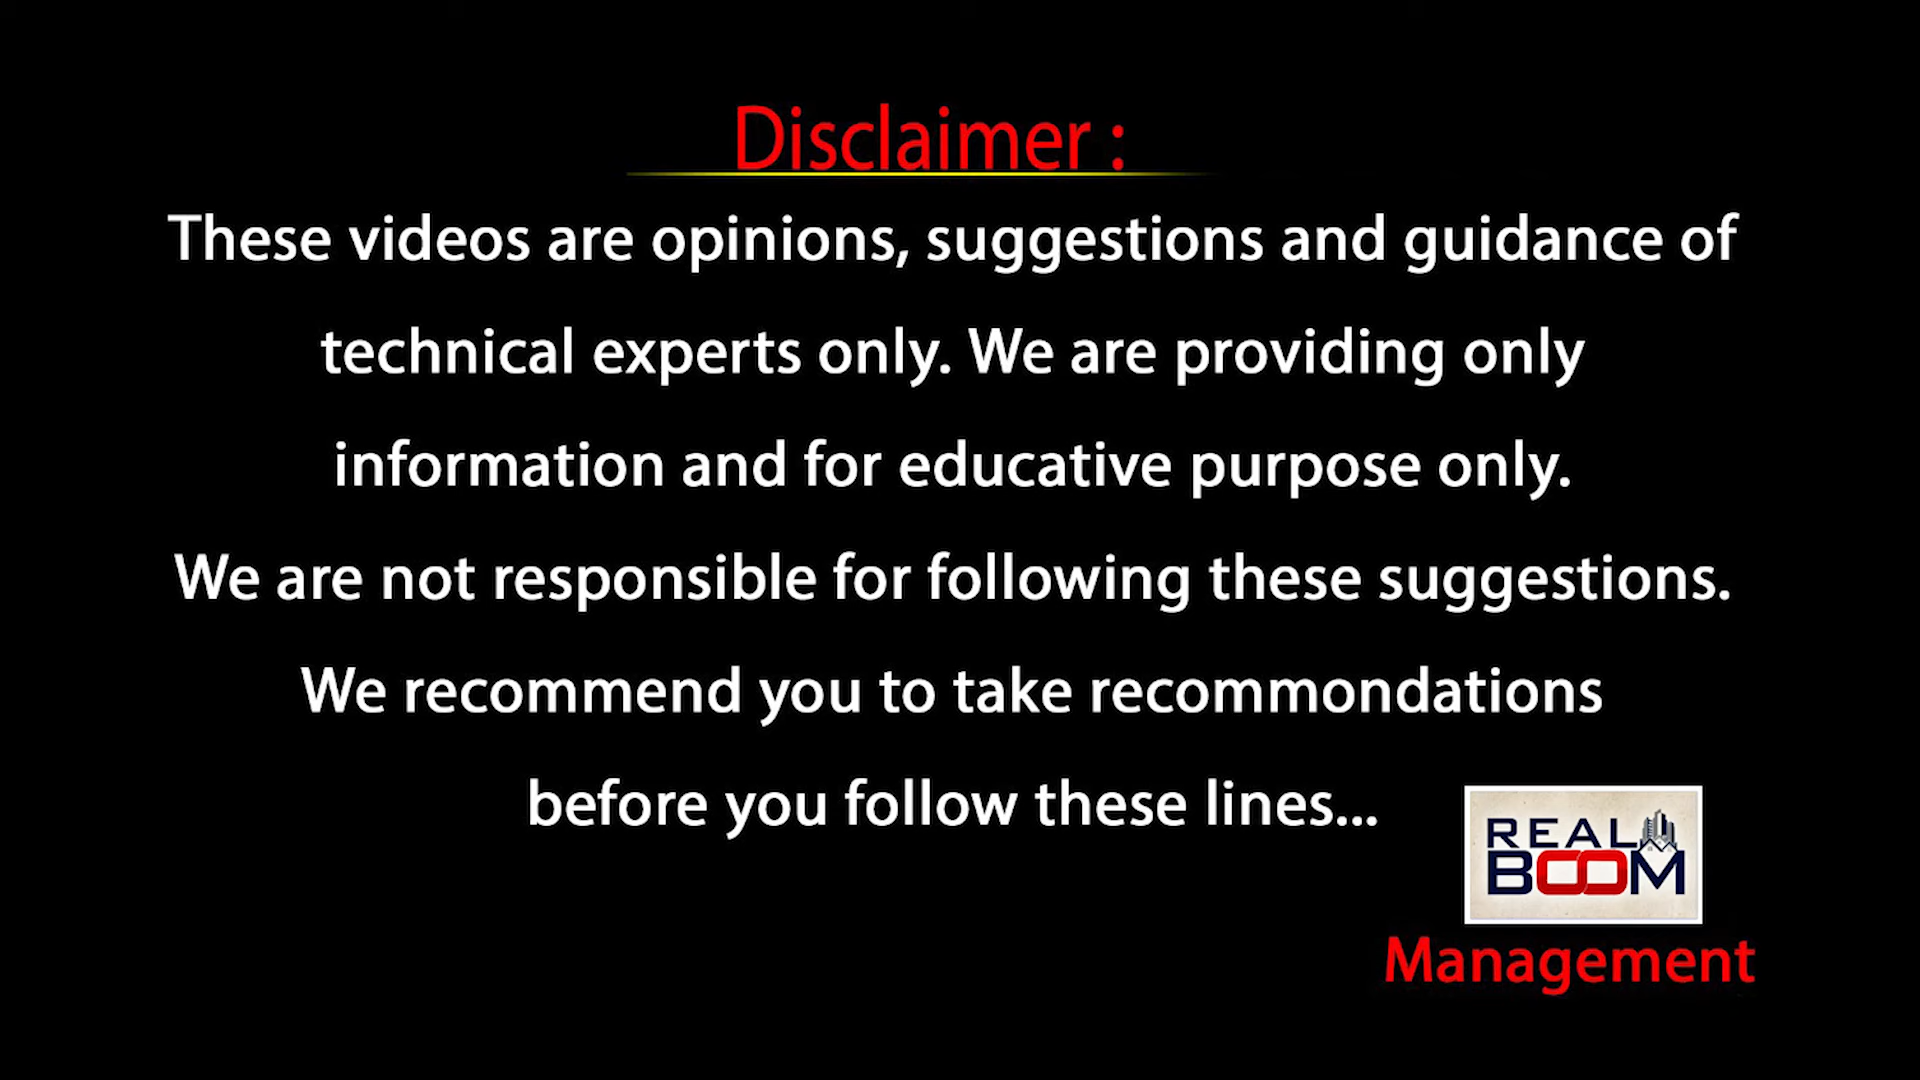 Disclaimer :
These videos are opinions, suggestions and guidance of
technical experts only. We are providing only
information and for educative purpose only.
We are not responsible for following these suggestions.
We recommend you to take recommondations
before you follow these lines...
REAL
BOOM
Management